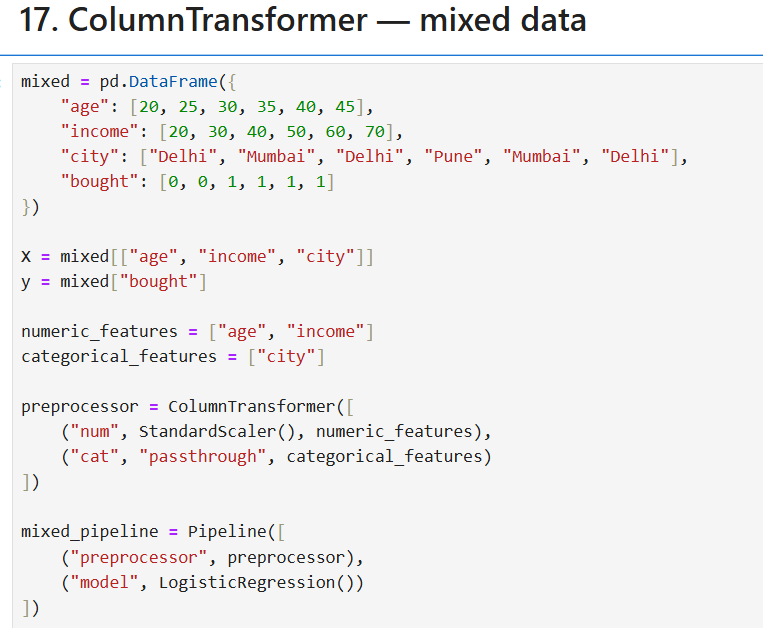 17. ColumnTransformer — mixed data
mixed = pd.DataFrame({
    "age": [20, 25, 30, 35, 40, 45],
    "income": [20, 30, 40, 50, 60, 70],
    "city": ["Delhi", "Mumbai", "Delhi", "Pune", "Mumbai", "Delhi"],
    "bought": [0, 0, 1, 1, 1, 1]
})

X = mixed[["age", "income", "city"]]
y = mixed["bought"]

numeric_features = ["age", "income"]
categorical_features = ["city"]

preprocessor = ColumnTransformer([
    ("num", StandardScaler(), numeric_features),
    ("cat", "passthrough", categorical_features)
])

mixed_pipeline = Pipeline([
    ("preprocessor", preprocessor),
    ("model", LogisticRegression())
])